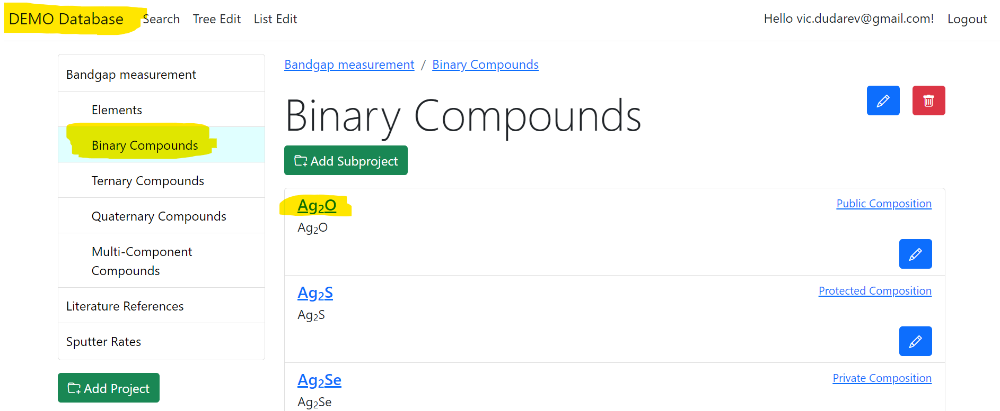 DEMO Database Search Tree Edit List Edit Hello vic.dudarev@gmail.com! Logout
Bandgap measurement
Elements
Binary Compounds
Ternary Compounds
Quaternary Compounds
Multi-Component
Compounds
Literature References
Sputter Rates
Add Project
Bandgap measurement / Binary Compounds
Binary Compounds
Add Subproject
Ag₂O Public Composition
Ag₂O
Ag₂S Protected Composition
Ag₂S
Ag₂Se Private Composition
Ag₂Se